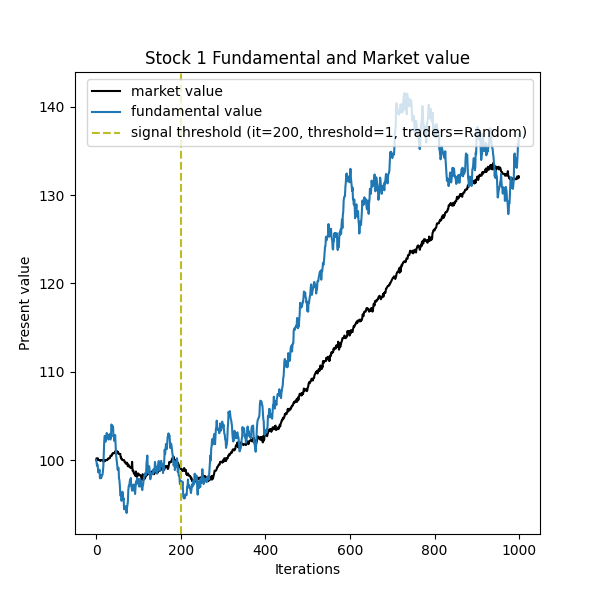 Stock 1 Fundamental and Market value
market value
fundamental value
signal threshold (it=200, threshold=1, traders=Random)
140
130
120
110
100
Present value
0 200 400 600 800 1000
Iterations